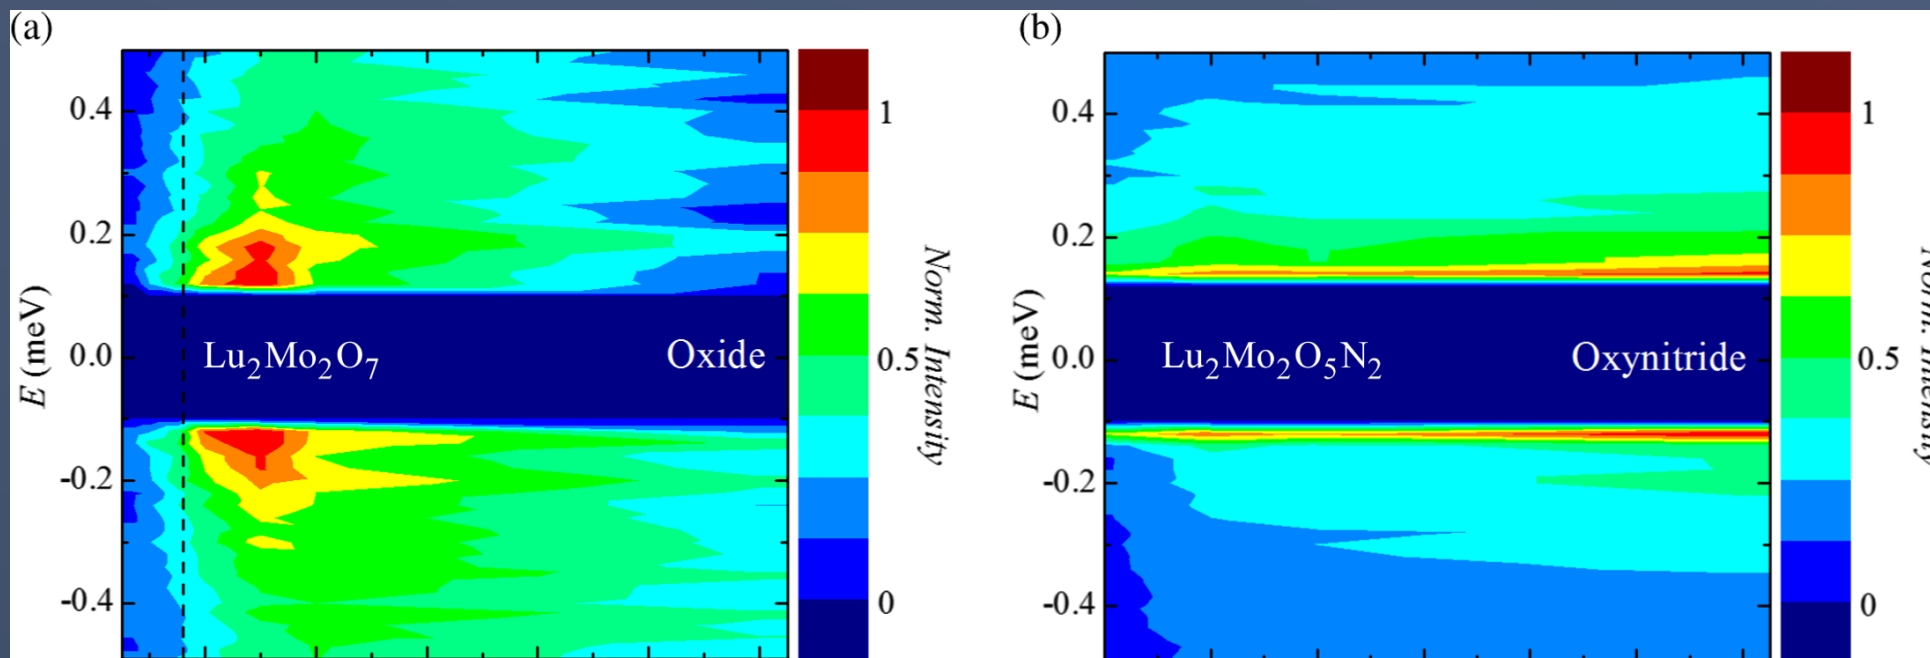 (a)
0.4
0.2
0.0
-0.2
-0.4
E (meV)
Lu₂Mo₂O₇
Oxide
1
0.5
0
Norm. Intensity
(b)
0.4
0.2
0.0
-0.2
-0.4
E (meV)
Lu₂Mo₂O₅N₂
Oxynitride
1
0.5
0